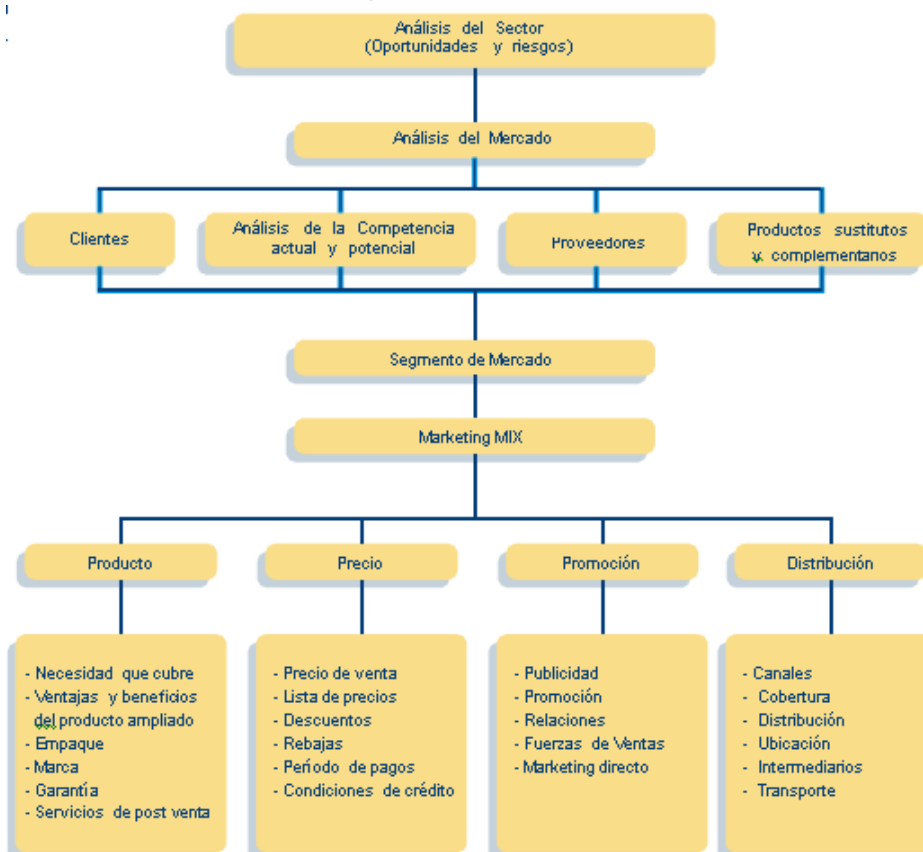 Análisis del Sector
(Oportunidades y riesgos)
Análisis del Mercado
Clientes
Análisis de la Competencia
actual y potencial
Proveedores
Productos sustitutos
y complementarios
Segmento de Mercado
Marketing MIX
Producto
Precio
Promoción
Distribución
- Necesidad que cubre
- Ventajas y beneficios
del producto ampliado
- Empaque
- Marca
- Garantía
- Servicios de post venta
- Precio de venta
- Lista de precios
- Descuentos
- Rebajas
- Período de pagos
- Condiciones de crédito
- Publicidad
- Promoción
- Relaciones
- Fuerzas de Ventas
- Marketing directo
- Canales
- Cobertura
- Distribución
- Ubicación
- Intermediarios
- Transporte